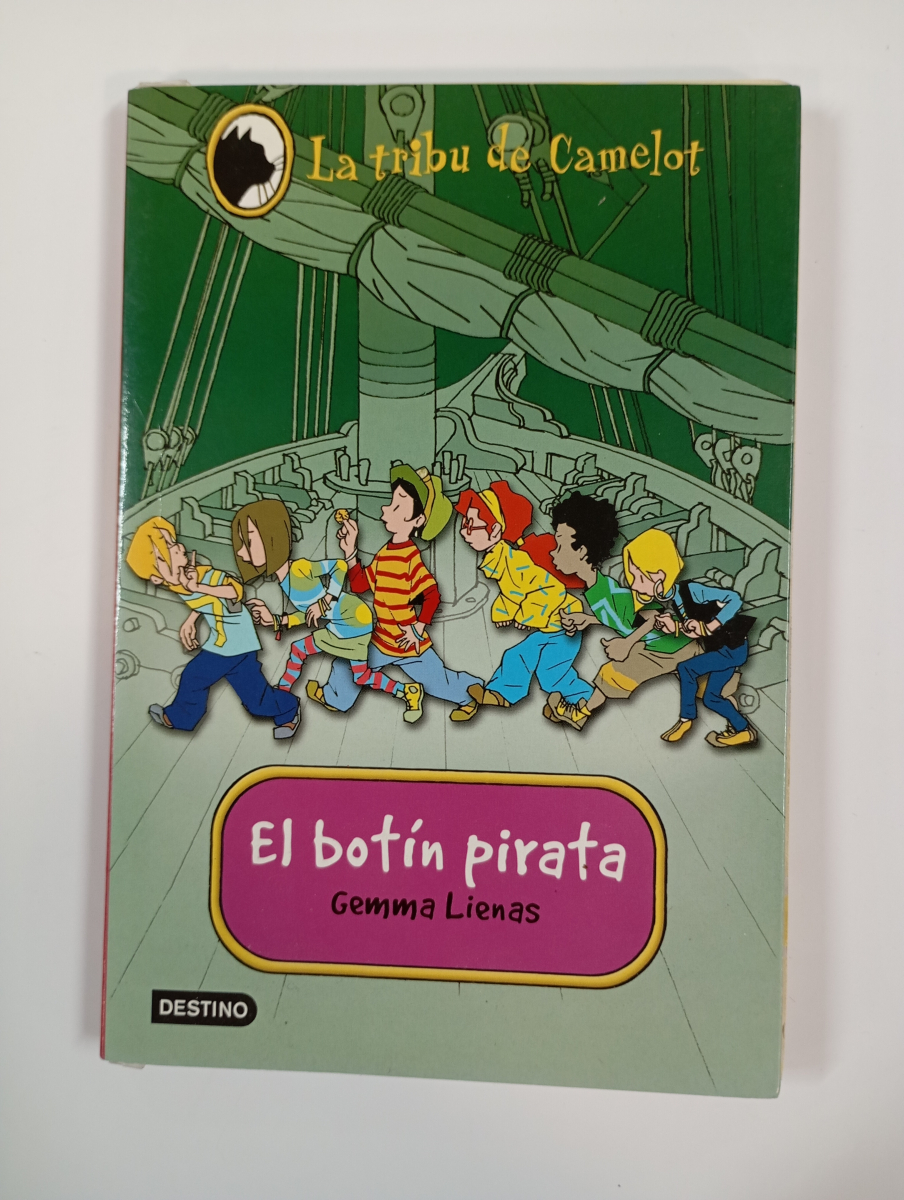 La tribu de Camelot
El botín pirata
Gemma Lienas
DESTINO